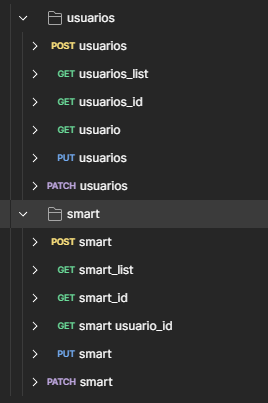 usuarios
POST usuarios
GET usuarios_list
GET usuarios_id
GET usuario
PUT usuarios
PATCH usuarios
smart
POST smart
GET smart_list
GET smart_id
GET smart usuario_id
PUT smart
PATCH smart